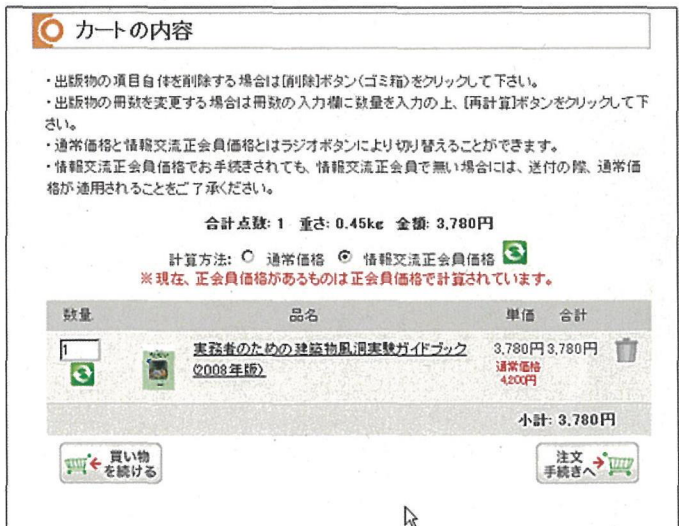 カートの内容
・出版物の項目自体を削除する場合は[削除]ボタン(ゴミ箱)をクリックして下さい。
・出版物の冊数を変更する場合は冊数の入力欄に数量を入力の上、[再計算]ボタンをクリックして下
さい。
・通常価格と情報交流正会員価格とはラジオボタンにより切り替えることができます。
・情報交流正会員価格でお手続きされても、情報交流正会員で無い場合には、送付の際、通常価
格が適用されることをご了承ください。
合計点数: 1 重さ: 0.45kg 金額: 3,780円
計算方法: 通常価格 情報交流正会員価格
※現在、正会員価格があるものは正会員価格で計算されています。
数量 品名 単価 合計
1 実務者のための建築物風洞実験ガイドブック 3,780円 3,780円
(2008年版) 通常価格
4,200円
小計: 3,780円
買い物 注文
を続ける 手続きへ